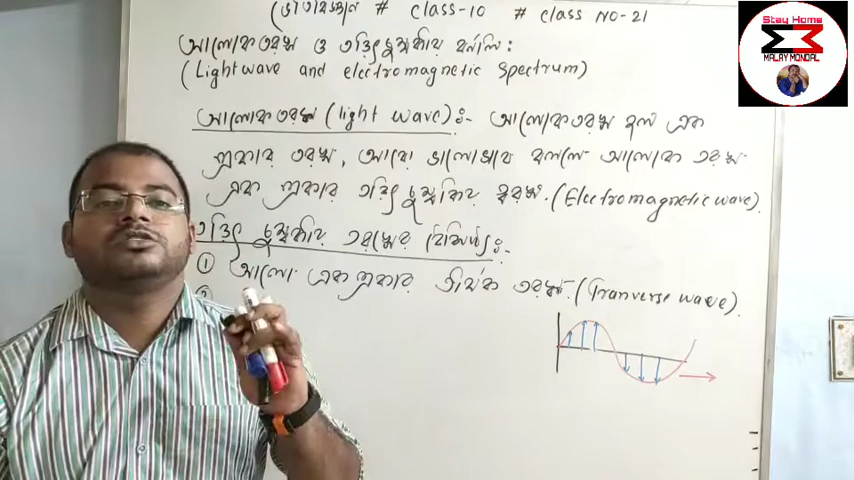 (ভৌতবিজ্ঞান # Class-10 # Class NO-21
আলোকতরঙ্গ ও তড়িৎচুম্বকীয় বর্ণালি :
(Lightwave and electromagnetic Spectrum)
আলোকতরঙ্গ (light wave) :- আলোকতরঙ্গ হল এক
প্রকার তরঙ্গ, আরো ভালোভাবে বললে আলোক তরঙ্গ
এক প্রকার তড়িৎ চুম্বকীয় তরঙ্গ. (Electromagnetic wave).
তড়িৎ চুম্বকীয় তরঙ্গের বৈশিষ্ট্য :-
① আলো এক প্রকার তীর্যক তরঙ্গ. (Tranverse wave).
Stay Home
MALAY MONDAL